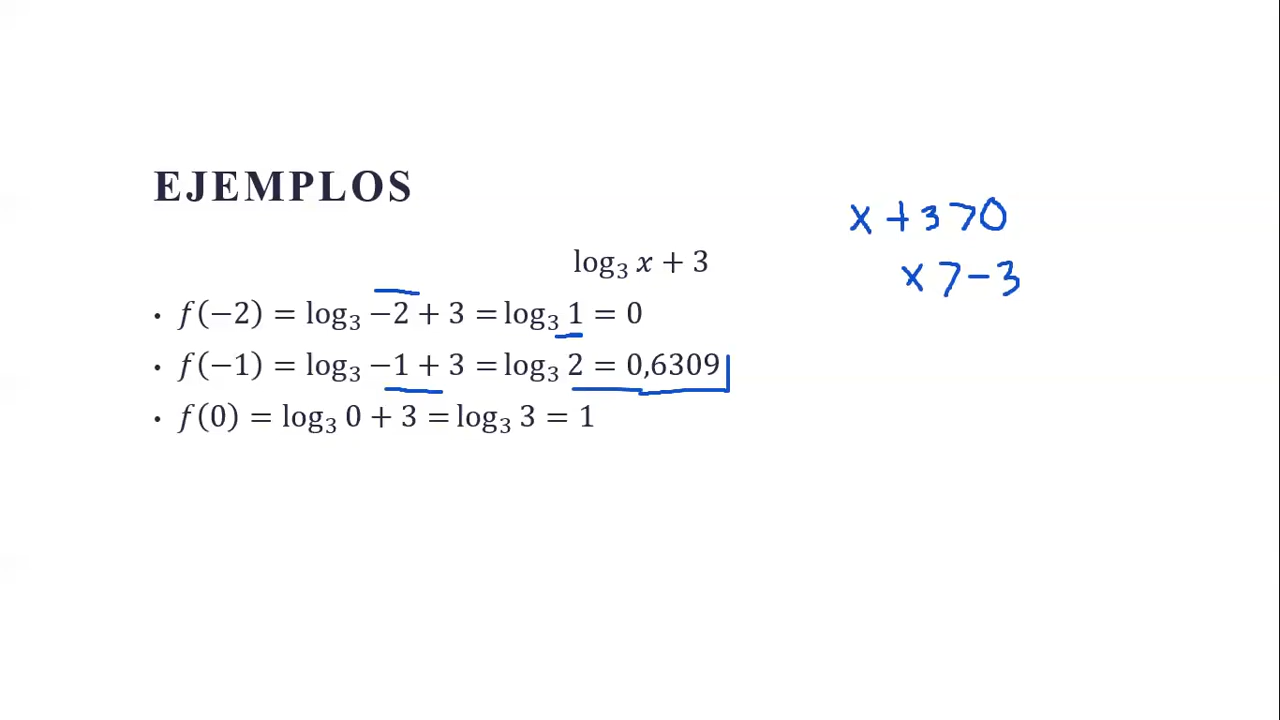 EJEMPLOS
x + 3 > 0
log₃ x + 3
x > -3
• f(−2) = log₃ −2 + 3 = log₃ 1 = 0
• f(−1) = log₃ −1 + 3 = log₃ 2 = 0,6309
• f(0) = log₃ 0 + 3 = log₃ 3 = 1